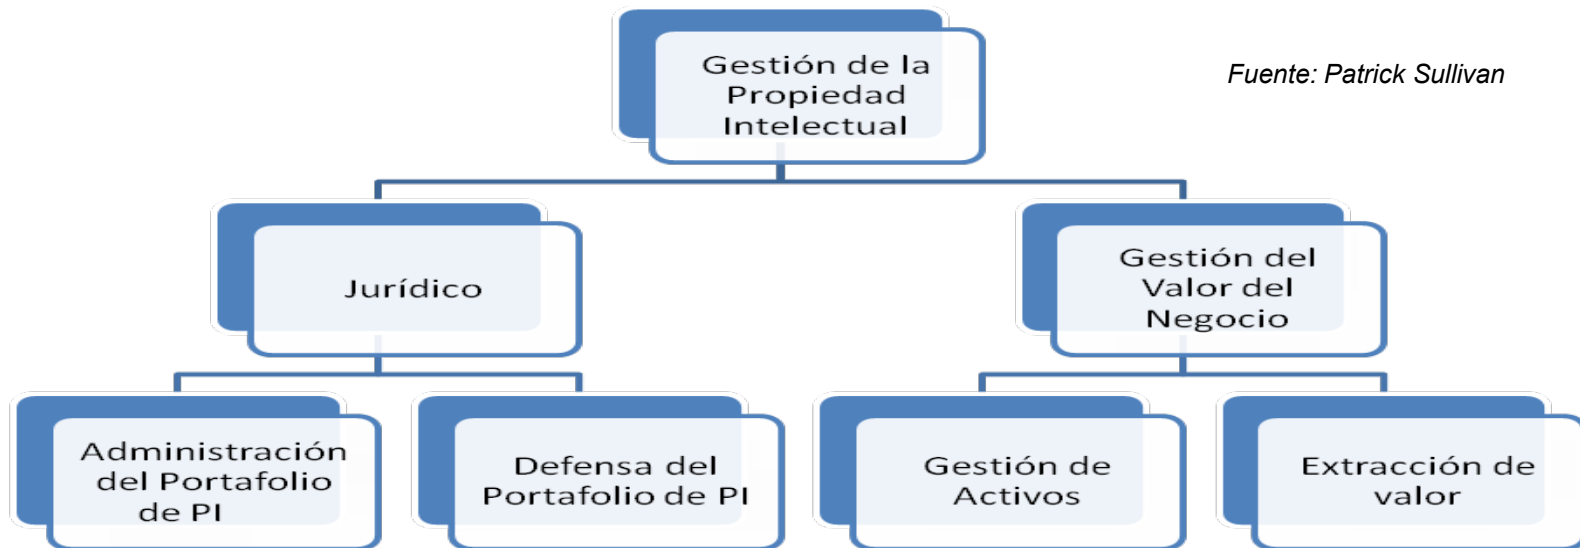 Gestión de la
Propiedad
Intelectual
Fuente: Patrick Sullivan
Jurídico
Gestión del
Valor del
Negocio
Administración
del Portafolio
de PI
Defensa del
Portafolio de PI
Gestión de
Activos
Extracción de
valor